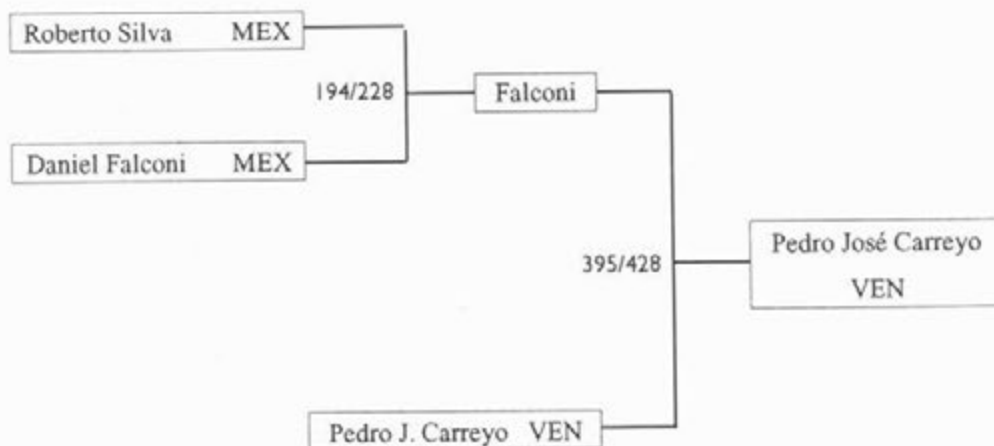 Roberto Silva MEX
194/228
Falconi
Daniel Falconi MEX
395/428
Pedro José Carreyo
VEN
Pedro J. Carreyo VEN